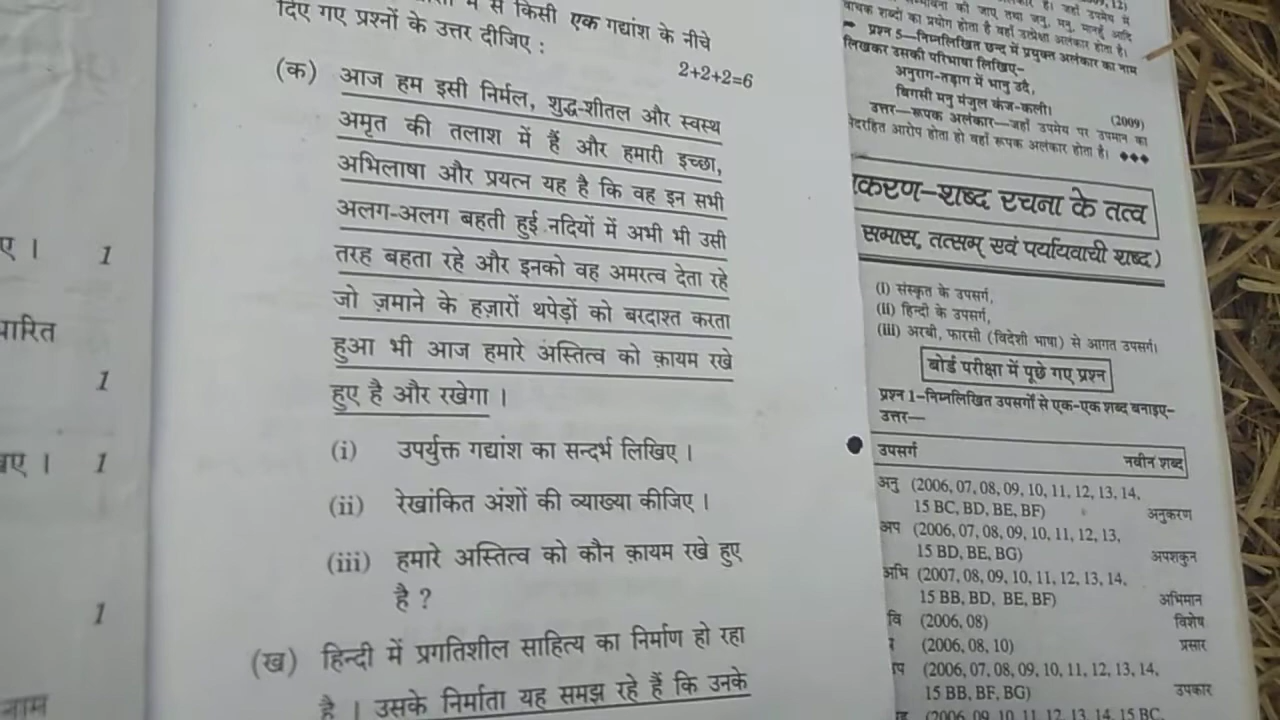 ए । 1
पारित
1
1
1
नाम
में से किसी एक गद्यांश के नीचे
दिए गए प्रश्नों के उत्तर दीजिए :
2+2+2=6
(क) आज हम इसी निर्मल, शुद्ध-शीतल और स्वस्थ
अमृत की तलाश में हैं और हमारी इच्छा,
अभिलाषा और प्रयत्न यह है कि वह इन सभी
अलग-अलग बहती हुई नदियों में अभी भी उसी
तरह बहता रहे और इनको वह अमरत्व देता रहे
जो ज़माने के हज़ारों थपेड़ों को बरदाश्त करता
हुआ भी आज हमारे अस्तित्व को क़ायम रखे
हुए है और रखेगा ।
(i) उपर्युक्त गद्यांश का सन्दर्भ लिखिए ।
(ii) रेखांकित अंशों की व्याख्या कीजिए ।
(iii) हमारे अस्तित्व को कौन क़ायम रखे हुए
है ?
(ख) हिन्दी में प्रगतिशील साहित्य का निर्माण हो रहा
है । उसके निर्माता यह समझ रहे हैं कि उनके
की जाए तथा जनु, मनु, मानहुँ आदि
वाचक शब्दों का प्रयोग होता है वहाँ उत्प्रेक्षा अलंकार होता है।
प्रश्न 5–निम्नलिखित छन्द में प्रयुक्त अलंकार का नाम
लिखकर उसकी परिभाषा लिखिए–
अनुराग-तड़ाग में भानु उदै,
बिगसी मनु मंजुल कंज-कली। (2009)
उत्तर—रूपक अलंकार—जहाँ उपमेय पर उपमान का
भेदरहित आरोप होता हो वहाँ रूपक अलंकार होता है। ◆◆◆
करण–शब्द रचना के तत्व
समास, तत्सम् एवं पर्यायवाची शब्द)
(i) संस्कृत के उपसर्ग,
(ii) हिन्दी के उपसर्ग,
(iii) अरबी, फारसी (विदेशी भाषा) से आगत उपसर्ग।
बोर्ड परीक्षा में पूछे गए प्रश्न
प्रश्न 1–निम्नलिखित उपसर्गों से एक-एक शब्द बनाइए–
उत्तर—
उपसर्ग नवीन शब्द
अनु (2006, 07, 08, 09, 10, 11, 12, 13, 14,
15 BC, BD, BE, BF) अनुकरण
अप (2006, 07, 08, 09, 10, 11, 12, 13,
15 BD, BE, BG) अपशकुन
अभि (2007, 08, 09, 10, 11, 12, 13, 14,
15 BB, BD, BE, BF) अभिमान
वि (2006, 08) विशेष
(2006, 08, 10) प्रसार
(2006, 07, 08, 09, 10, 11, 12, 13, 14,
15 BB, BF, BG) उपकार
(2006, 09, 10, 11, 12, 13, 14, 15 BC,